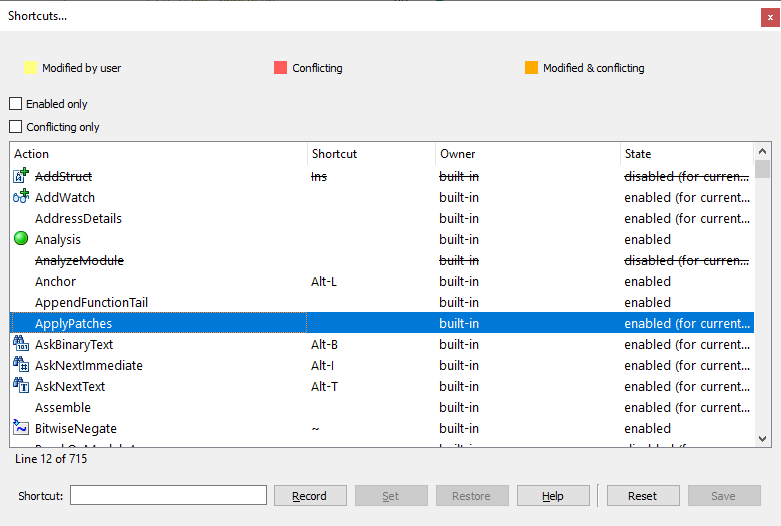 Shortcuts...
x
Modified by user Conflicting Modified & conflicting
Enabled only
Conflicting only
Action Shortcut Owner State
AddStruct Ins built-in disabled (for curren...
AddWatch built-in enabled (for current...
AddressDetails built-in enabled (for current...
Analysis built-in enabled
AnalyzeModule built-in disabled (for curren...
Anchor Alt-L built-in enabled
AppendFunctionTail built-in enabled
ApplyPatches built-in enabled (for current...
AskBinaryText Alt-B built-in enabled (for current...
AskNextImmediate Alt-I built-in enabled (for current...
AskNextText Alt-T built-in enabled (for current...
Assemble built-in enabled (for current...
BitwiseNegate ~ built-in enabled
Line 12 of 715
Shortcut: Record Set Restore Help Reset Save